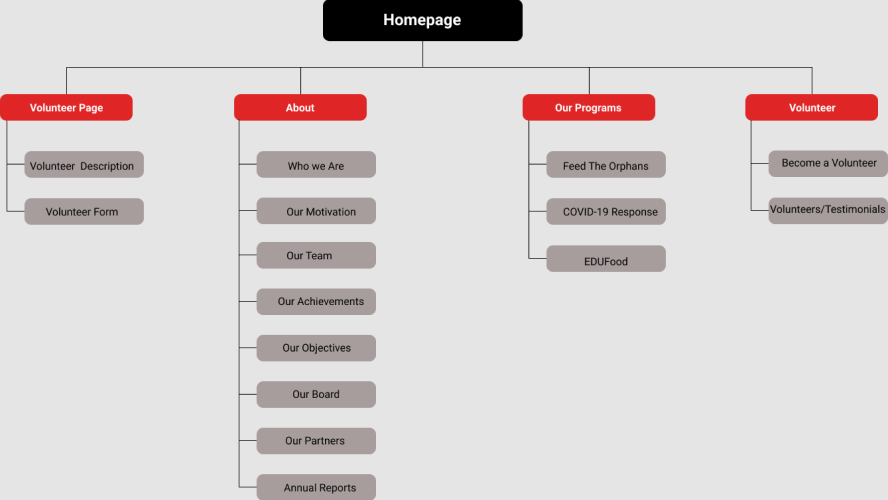 Homepage
Volunteer Page
Volunteer Description
Volunteer Form
About
Who we Are
Our Motivation
Our Team
Our Achievements
Our Objectives
Our Board
Our Partners
Annual Reports
Our Programs
Feed The Orphans
COVID-19 Response
EDUFood
Volunteer
Become a Volunteer
Volunteers/Testimonials